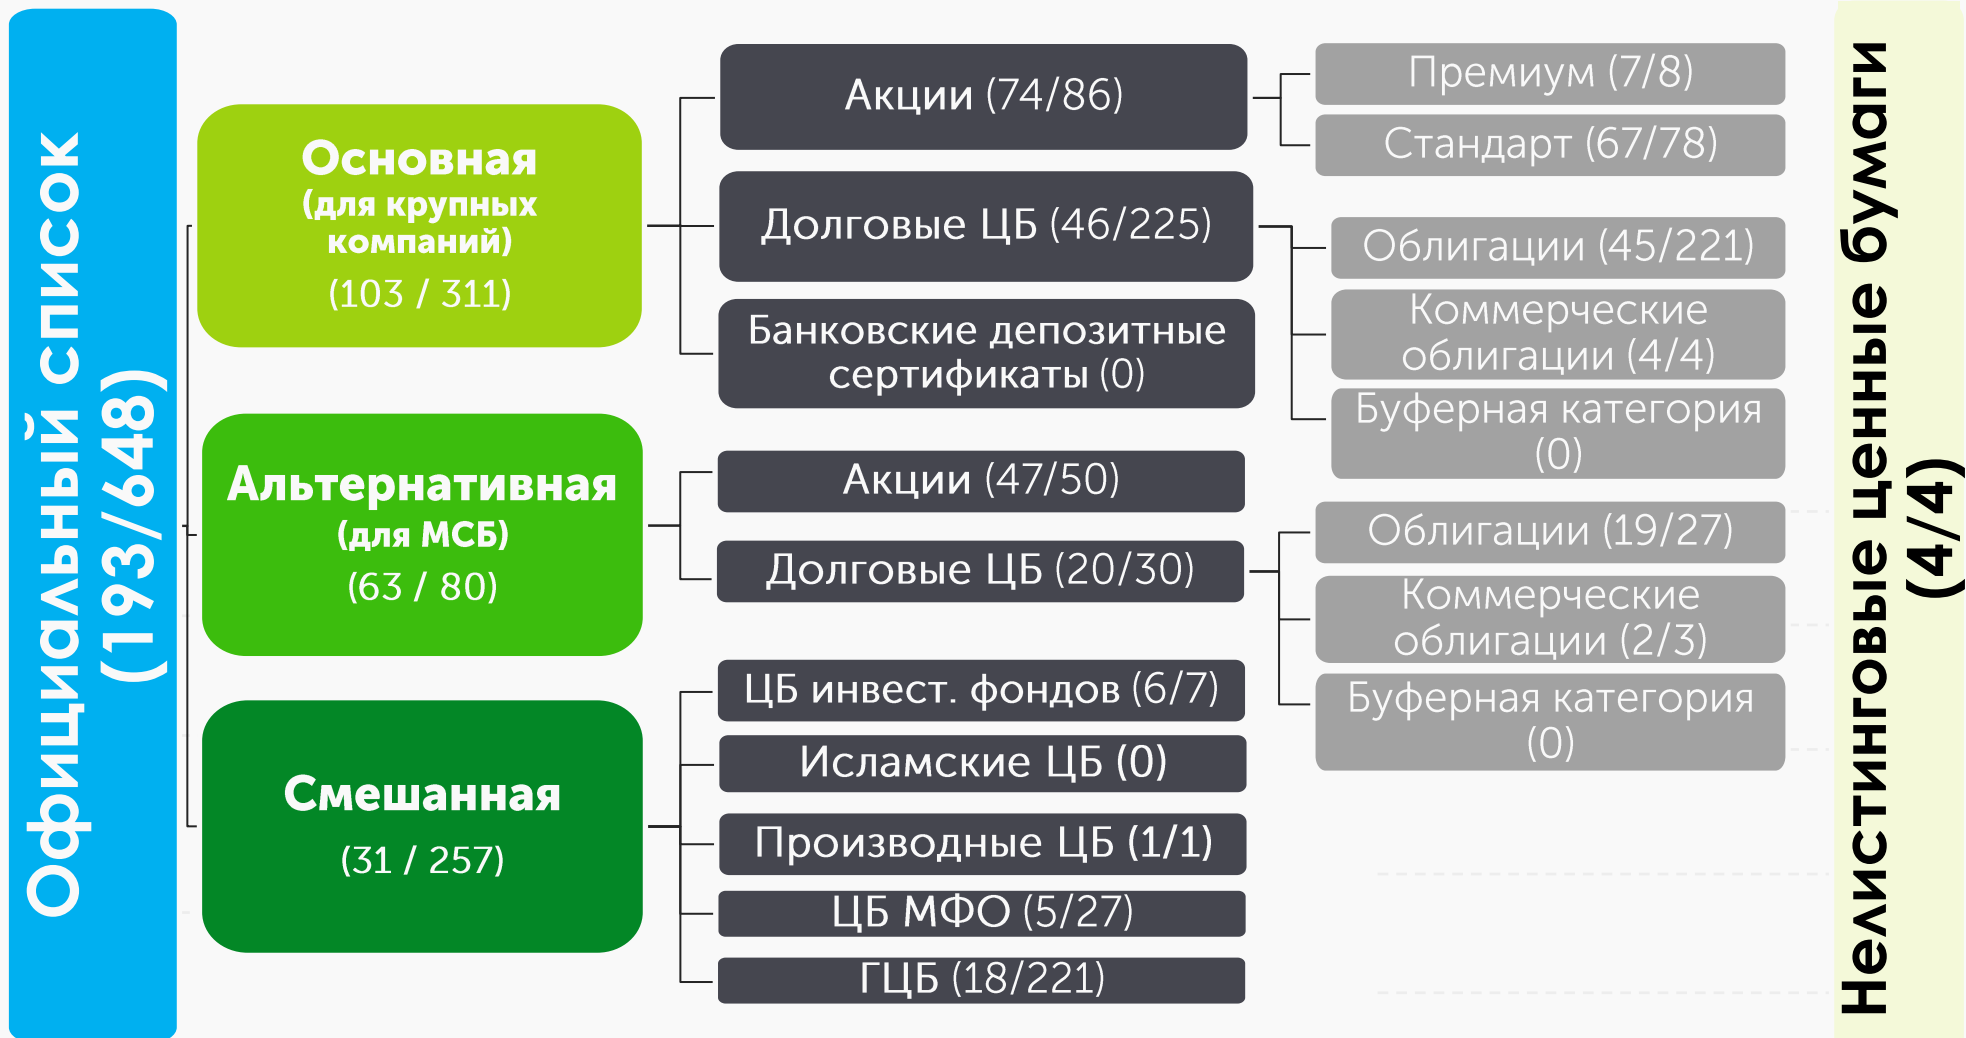 Официальный список
(193/648)
Основная
(для крупных
компаний)
(103 / 311)
Акции (74/86)
Премиум (7/8)
Стандарт (67/78)
Долговые ЦБ (46/225)
Облигации (45/221)
Коммерческие
облигации (4/4)
Буферная категория
(0)
Банковские депозитные
сертификаты (0)
Альтернативная
(для МСБ)
(63 / 80)
Акции (47/50)
Долговые ЦБ (20/30)
Облигации (19/27)
Коммерческие
облигации (2/3)
Буферная категория
(0)
Смешанная
(31 / 257)
ЦБ инвест. фондов (6/7)
Исламские ЦБ (0)
Производные ЦБ (1/1)
ЦБ МФО (5/27)
ГЦБ (18/221)
Нелистинговые ценные бумаги
(4/4)